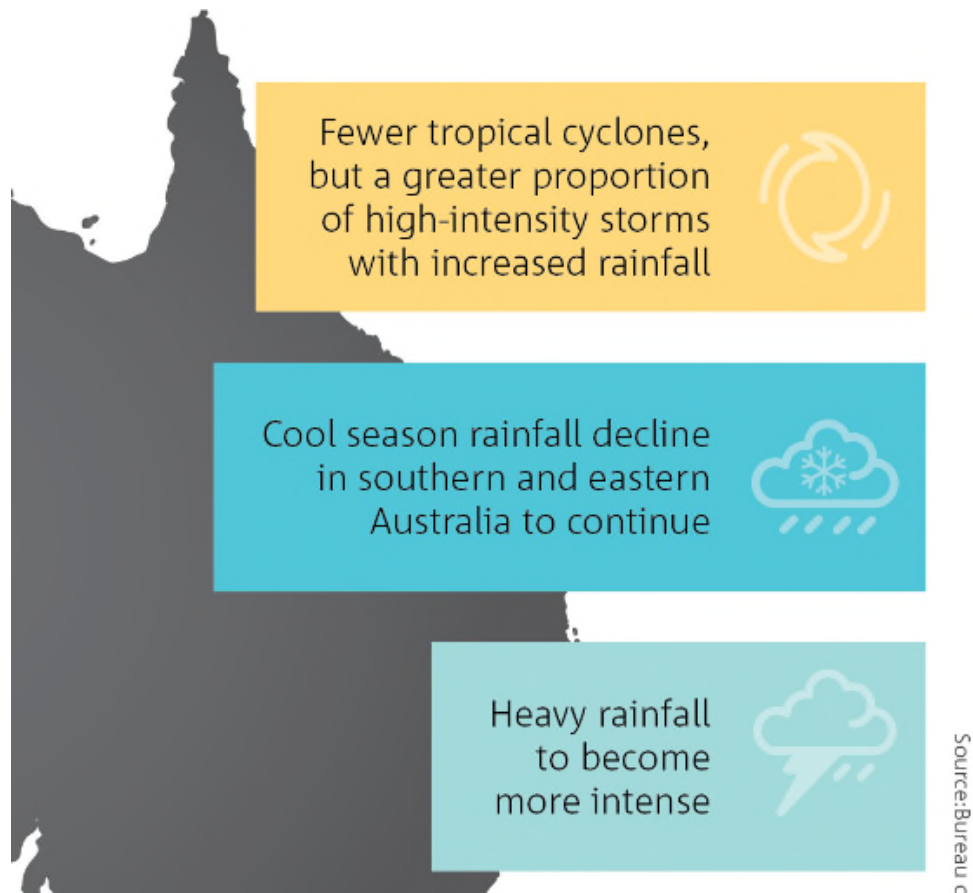 Fewer tropical cyclones,
but a greater proportion
of high-intensity storms
with increased rainfall
Cool season rainfall decline
in southern and eastern
Australia to continue
Heavy rainfall
to become
more intense
Source:Bureau